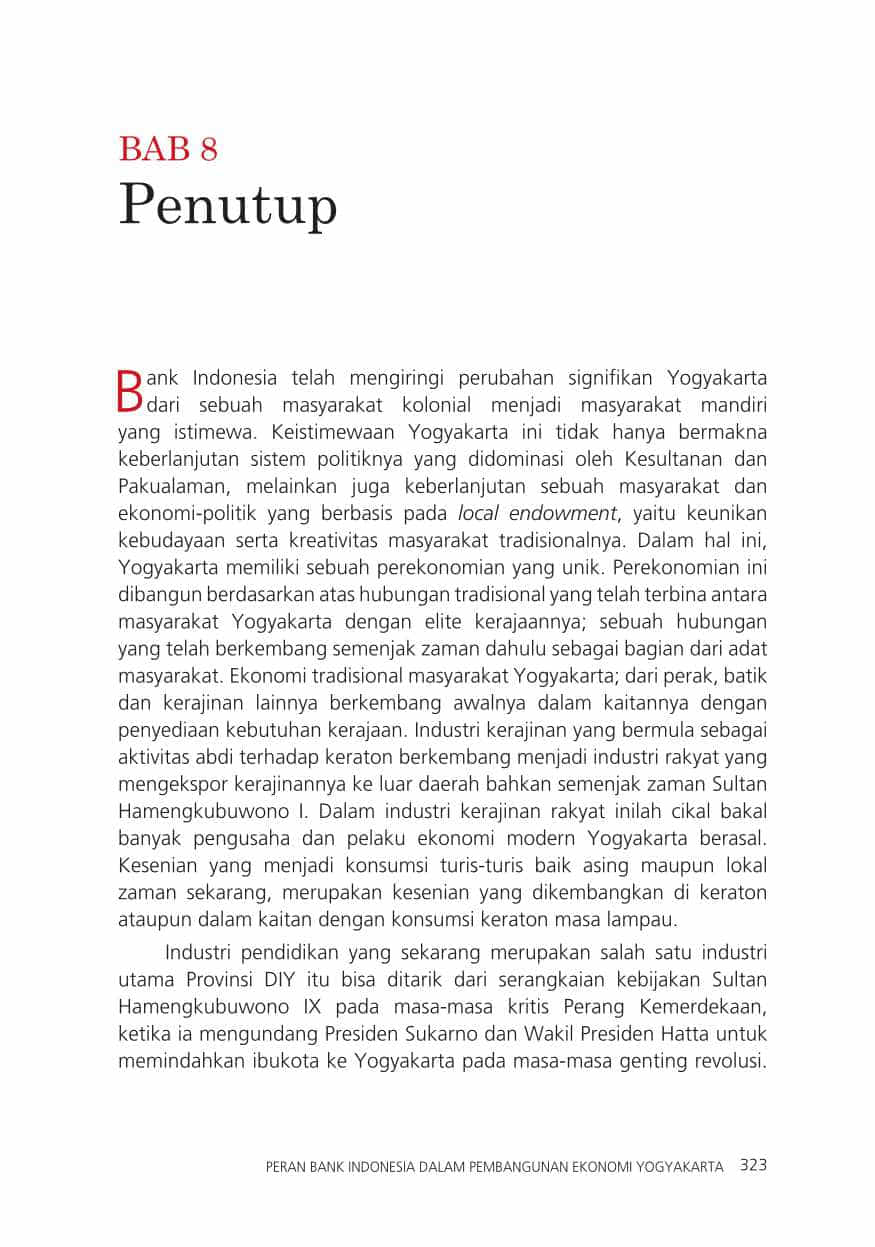 BAB 8
Penutup
Bank Indonesia telah mengiringi perubahan signifikan Yogyakarta
dari sebuah masyarakat kolonial menjadi masyarakat mandiri
yang istimewa. Keistimewaan Yogyakarta ini tidak hanya bermakna
keberlanjutan sistem politiknya yang didominasi oleh Kesultanan dan
Pakualaman, melainkan juga keberlanjutan sebuah masyarakat dan
ekonomi-politik yang berbasis pada local endowment, yaitu keunikan
kebudayaan serta kreativitas masyarakat tradisionalnya. Dalam hal ini,
Yogyakarta memiliki sebuah perekonomian yang unik. Perekonomian ini
dibangun berdasarkan atas hubungan tradisional yang telah terbina antara
masyarakat Yogyakarta dengan elite kerajaannya; sebuah hubungan
yang telah berkembang semenjak zaman dahulu sebagai bagian dari adat
masyarakat. Ekonomi tradisional masyarakat Yogyakarta; dari perak, batik
dan kerajinan lainnya berkembang awalnya dalam kaitannya dengan
penyediaan kebutuhan kerajaan. Industri kerajinan yang bermula sebagai
aktivitas abdi terhadap keraton berkembang menjadi industri rakyat yang
mengekspor kerajinannya ke luar daerah bahkan semenjak zaman Sultan
Hamengkubuwono I. Dalam industri kerajinan rakyat inilah cikal bakal
banyak pengusaha dan pelaku ekonomi modern Yogyakarta berasal.
Kesenian yang menjadi konsumsi turis-turis baik asing maupun lokal
zaman sekarang, merupakan kesenian yang dikembangkan di keraton
ataupun dalam kaitan dengan konsumsi keraton masa lampau.
Industri pendidikan yang sekarang merupakan salah satu industri
utama Provinsi DIY itu bisa ditarik dari serangkaian kebijakan Sultan
Hamengkubuwono IX pada masa-masa kritis Perang Kemerdekaan,
ketika ia mengundang Presiden Sukarno dan Wakil Presiden Hatta untuk
memindahkan ibukota ke Yogyakarta pada masa-masa genting revolusi.
PERAN BANK INDONESIA DALAM PEMBANGUNAN EKONOMI YOGYAKARTA 323